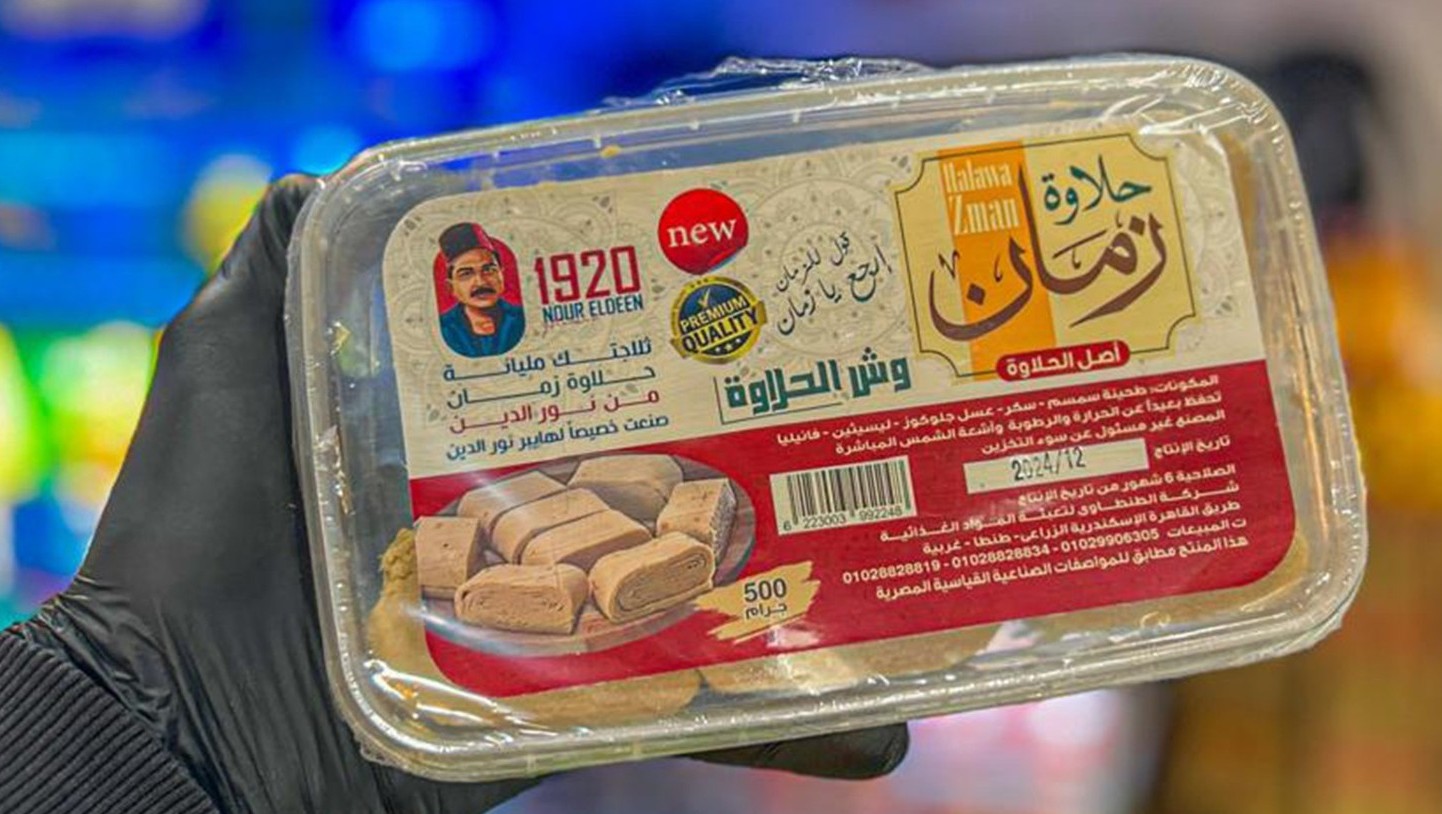 Halawa
Zman
حلاوة
زمان
أصل الحلاوة
new
PREMIUM
QUALITY
قول للزمان
إرجع يا زمان
وش الحلاوة
1920
NOUR ELDEEN
ثلاجتك مليانة
حلاوة زمان
من نور الدين
صنعت خصيصاً لهايبر نور الدين
المكونات: طحينة سمسم - سكر - عسل جلوكوز - ليسيثين - فانيليا
تحفظ بعيداً عن الحرارة والرطوبة وأشعة الشمس المباشرة
المصنع غير مسئول عن سوء التخزين
تاريخ الإنتاج
2024/12
الصلاحية 6 شهور من تاريخ الإنتاج
شركة الطنطاوى لتعبئة المواد الغذائية
طريق القاهرة الإسكندرية الزراعى - طنطا - غربية
ت المبيعات 01029906305 - 01028828834 - 01028828819
هذا المنتج مطابق للمواصفات الصناعية القياسية المصرية
6 223003 992248
500
جرام